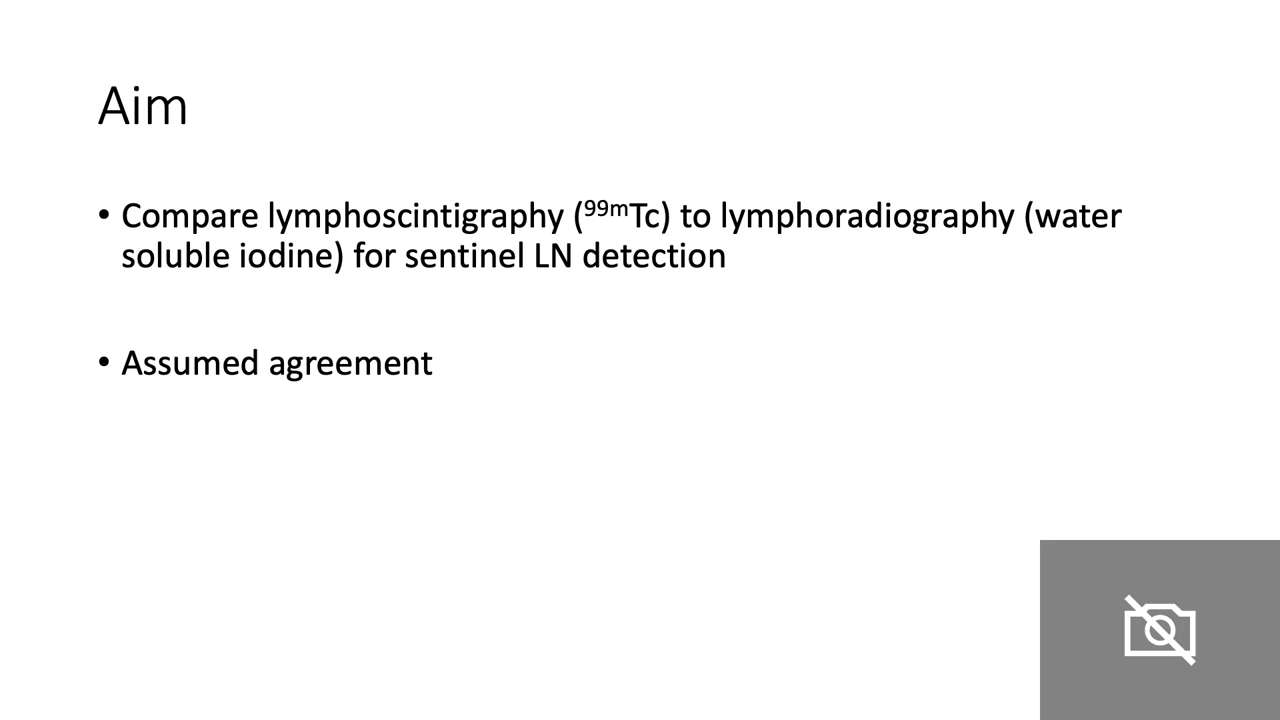 Aim
• Compare lymphoscintigraphy (⁹⁹ᵐTc) to lymphoradiography (water
soluble iodine) for sentinel LN detection
• Assumed agreement